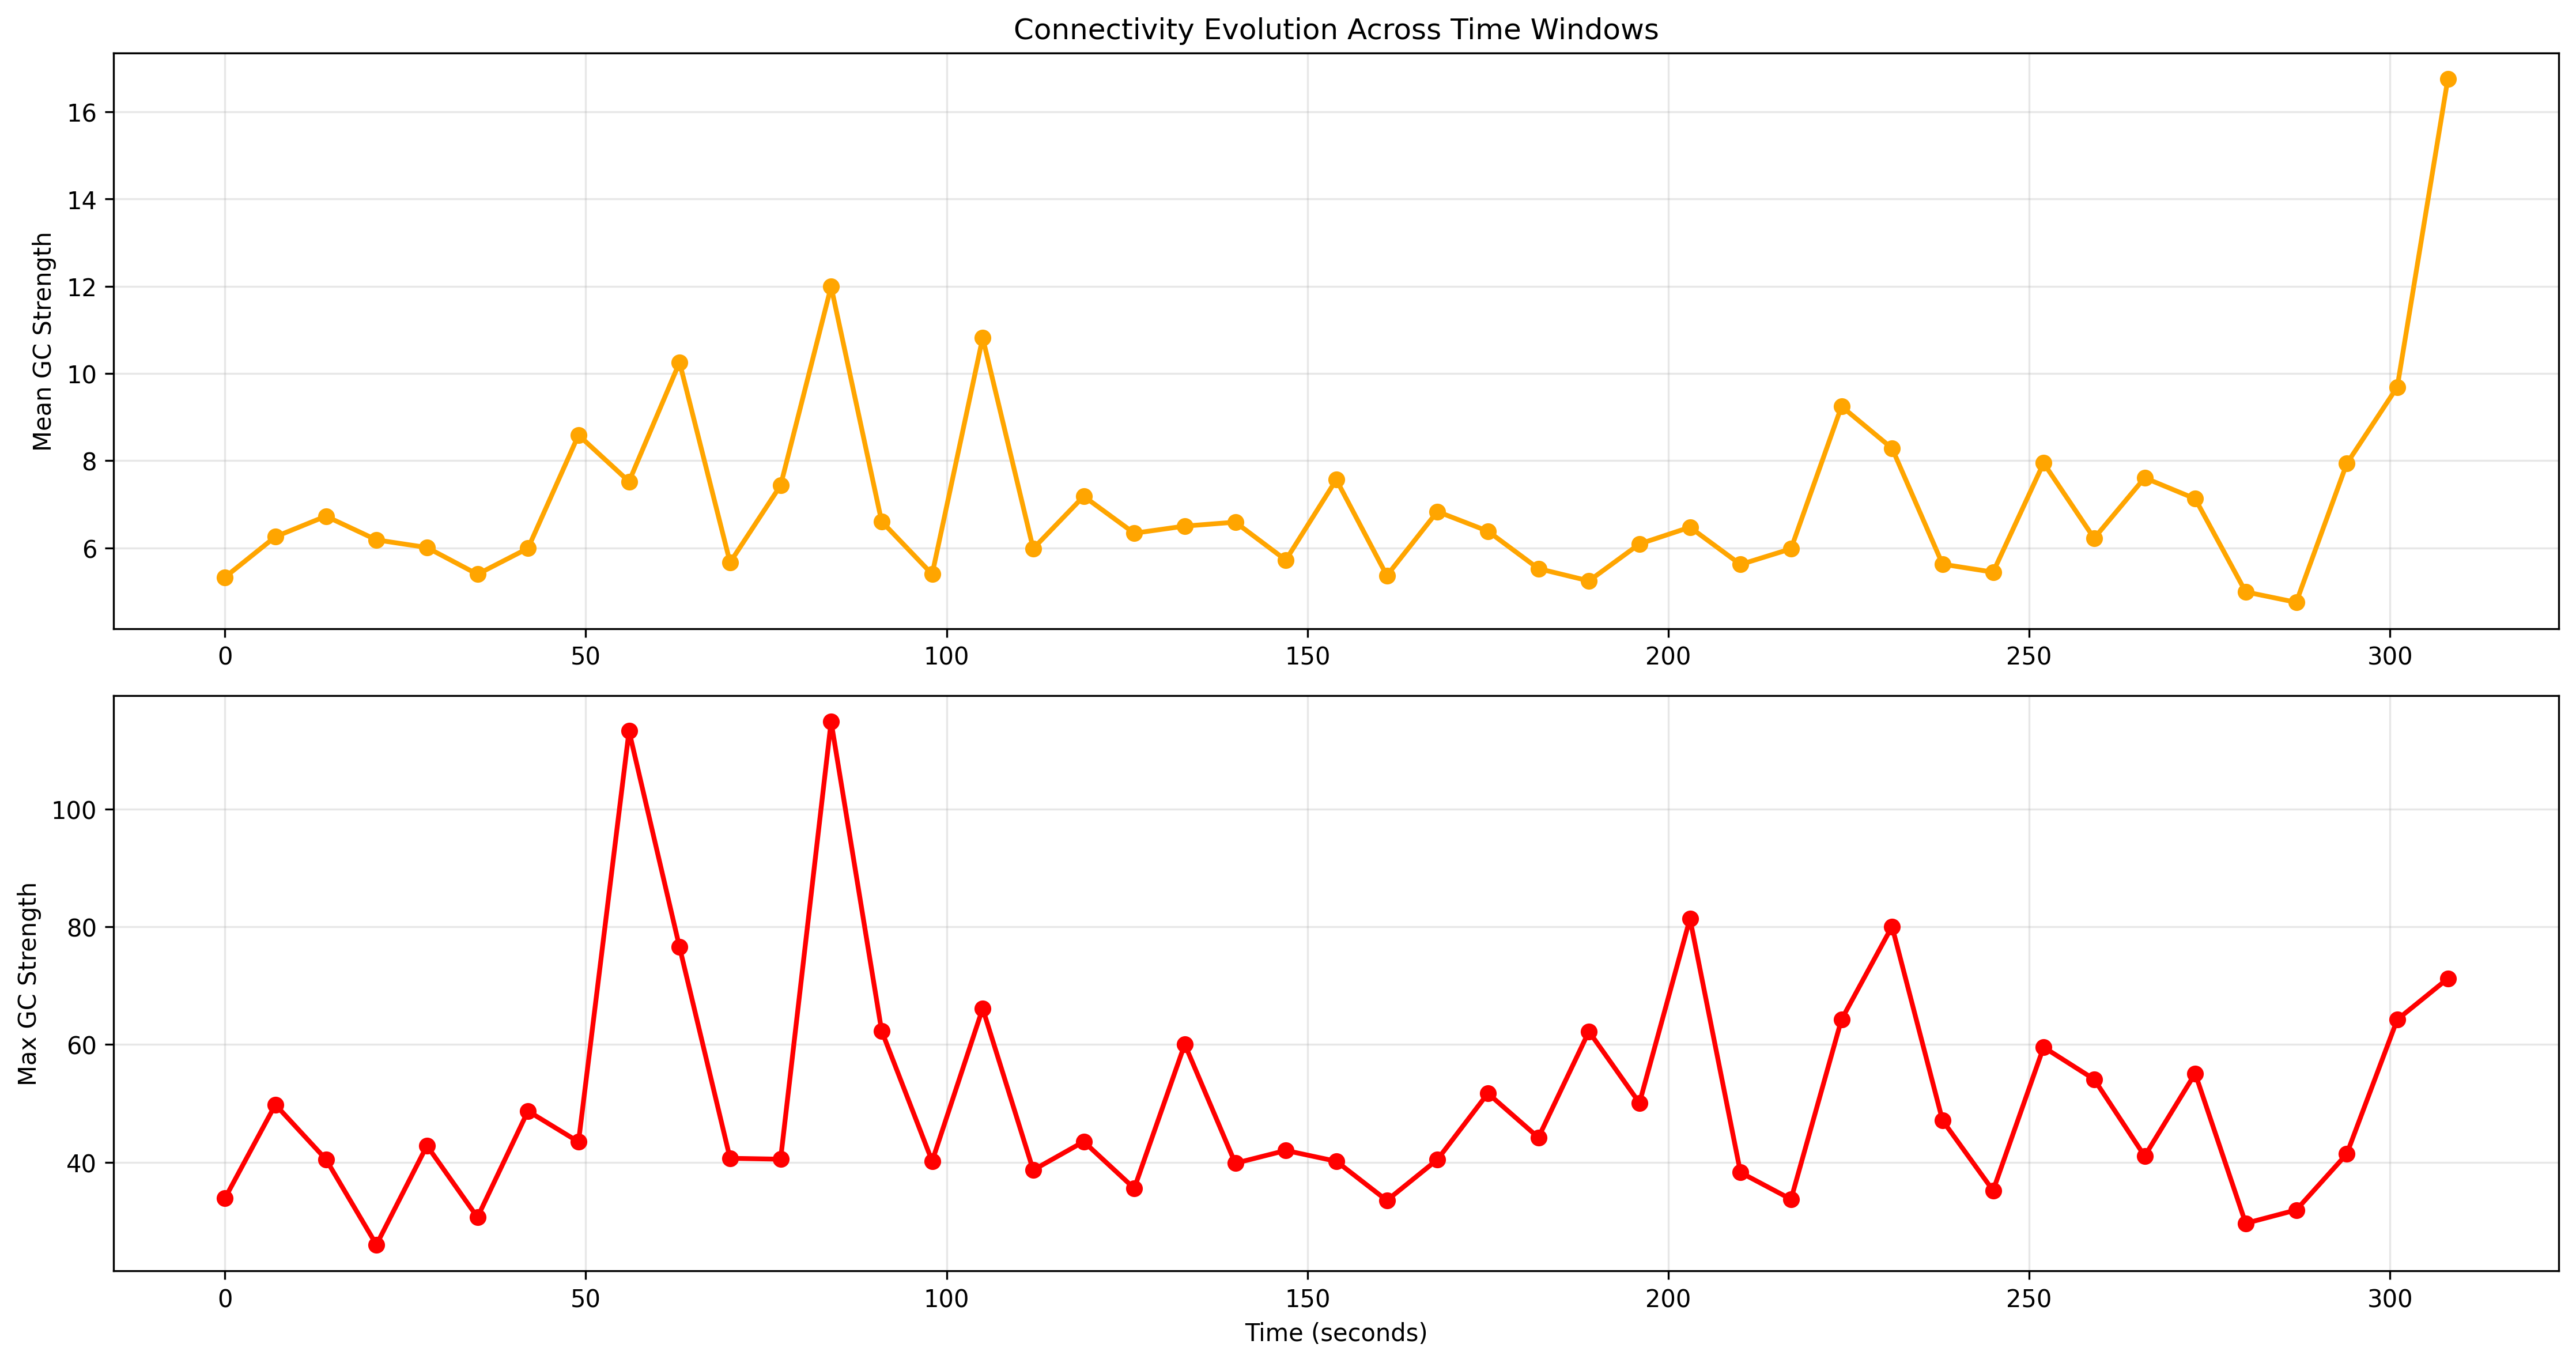 Connectivity Evolution Across Time Windows
Mean GC Strength
16
14
12
10
8
6
0 50 100 150 200 250 300
Max GC Strength
100
80
60
40
0 50 100 150 200 250 300
Time (seconds)